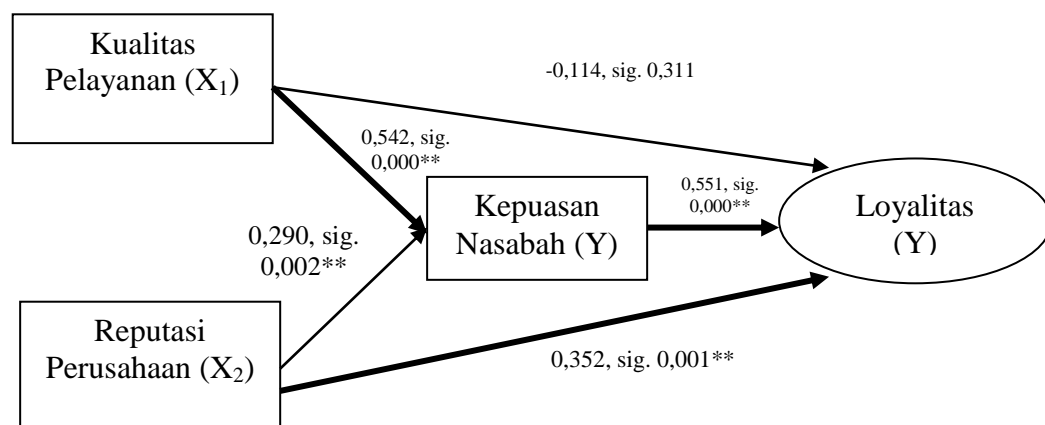 Kualitas
Pelayanan (X₁)
-0,114, sig. 0,311
0,542, sig.
0,000**
0,551, sig.
0,000**
Kepuasan
Nasabah (Y)
Loyalitas
(Y)
0,290, sig.
0,002**
Reputasi
Perusahaan (X₂)
0,352, sig. 0,001**